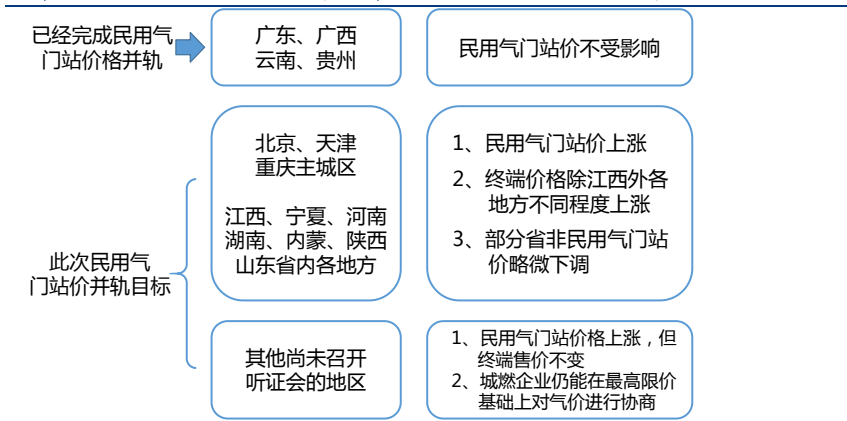 已经完成民用气
门站价格并轨
广东、广西
云南、贵州
民用气门站价不受影响
此次民用气
门站价并轨目标
北京、天津
重庆主城区
江西、宁夏、河南
湖南、内蒙、陕西
山东省内各地方
1、民用气门站价上涨
2、终端价格除江西外各
地方不同程度上涨
3、部分省非民用气门站
价略微下调
其他尚未召开
听证会的地区
1、民用气门站价格上涨，但
终端售价不变
2、城燃企业仍能在最高限价
基础上对气价进行协商